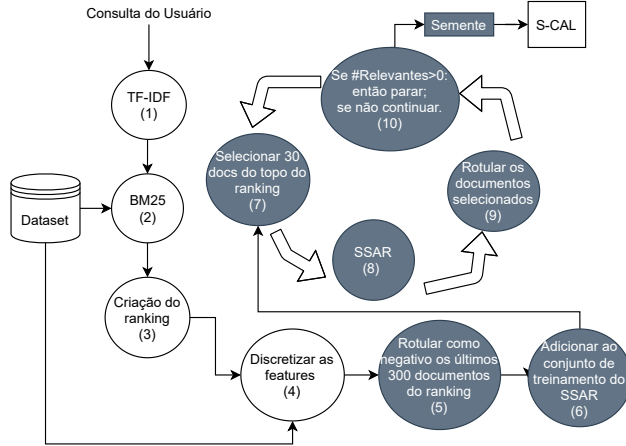 Consulta do Usuário
TF-IDF
(1)
Dataset
BM25
(2)
Criação do
ranking
(3)
Discretizar as
features
(4)
Rotular como
negativo os últimos
300 documentos
do ranking
(5)
Adicionar ao
conjunto de
treinamento do
SSAR
(6)
Selecionar 30
docs do topo do
ranking
(7)
SSAR
(8)
Rotular os
documentos
selecionados
(9)
Se #Relevantes>0:
então parar;
se não continuar.
(10)
Semente
S-CAL